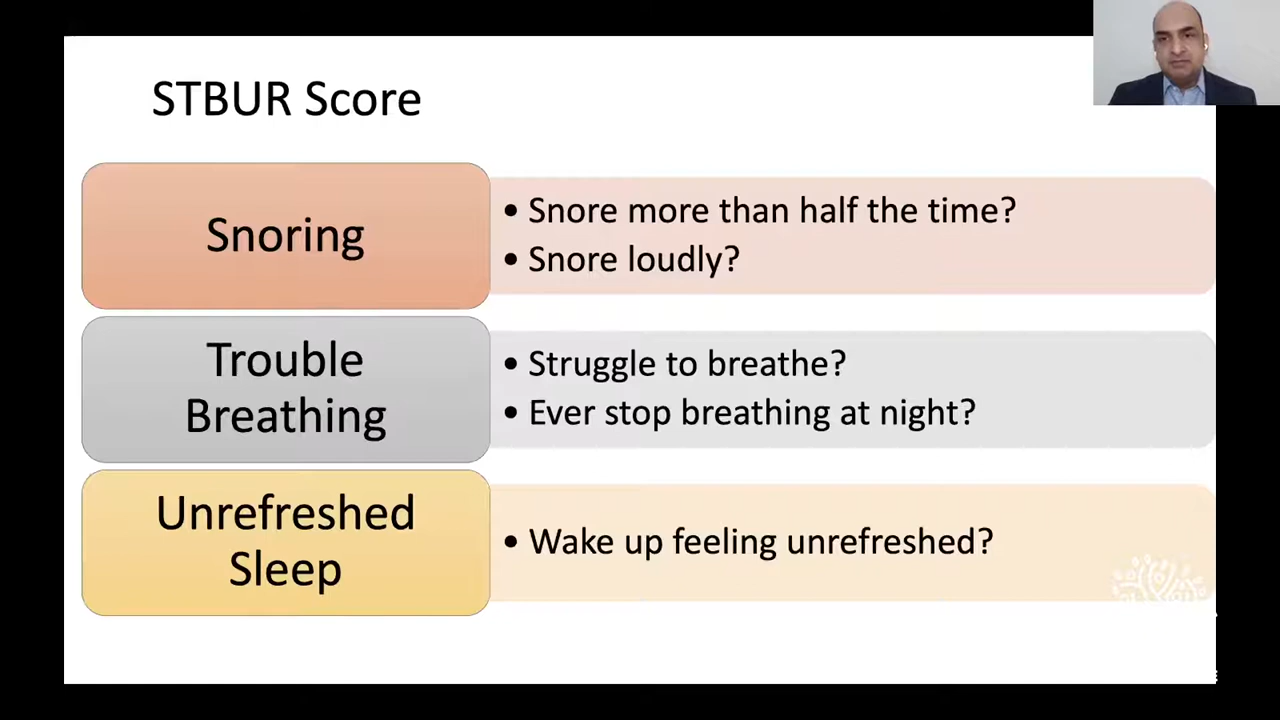 STBUR Score
Snoring
• Snore more than half the time?
• Snore loudly?
Trouble
Breathing
• Struggle to breathe?
• Ever stop breathing at night?
Unrefreshed
Sleep
• Wake up feeling unrefreshed?